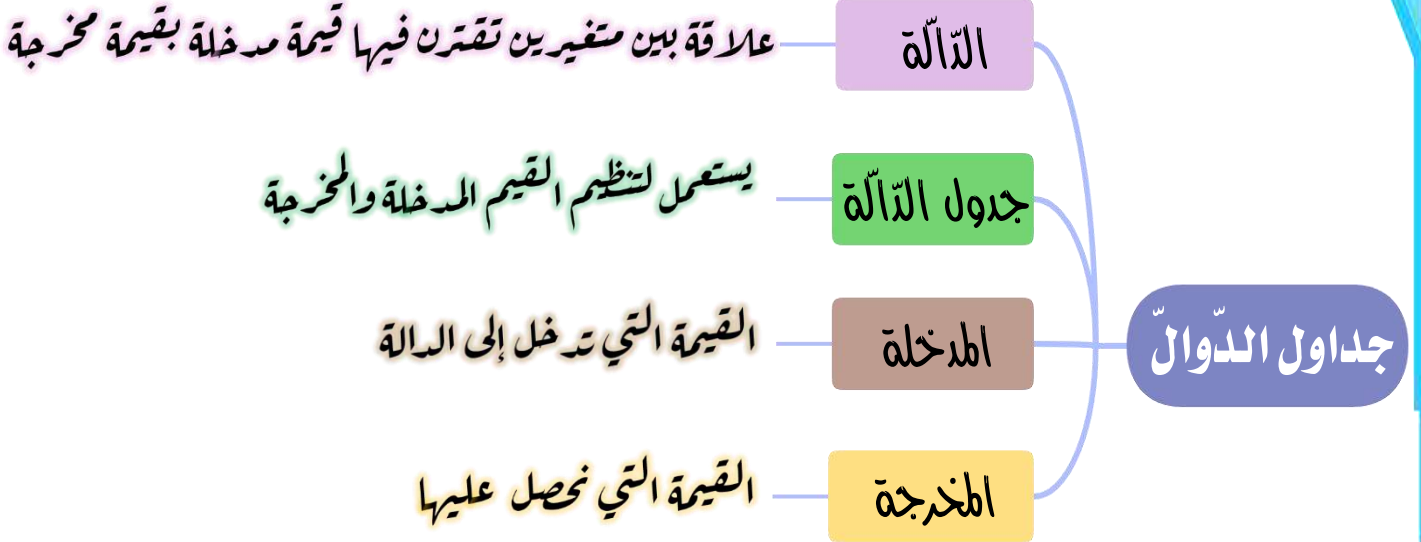 جداول الدّوالّ
الدّالّة
علاقة بين متغيرين تقترن فيها قيمة مدخلة بقيمة مخرجة
جدول الدّالّة
يستعمل لتنظيم القيم المدخلة والمخرجة
المدخلة
القيمة التي تدخل إلى الدالة
المخرجة
القيمة التي نحصل عليها